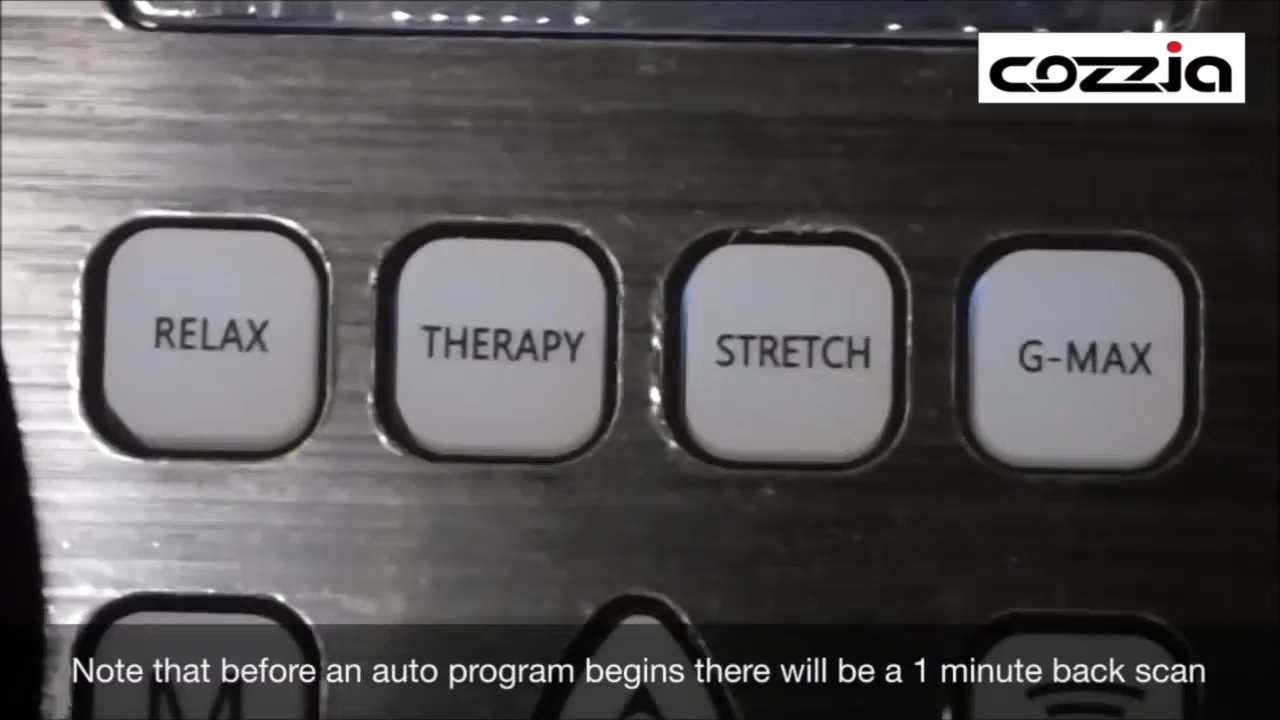 cozzia
RELAX THERAPY STRETCH G-MAX
M
Note that before an auto program begins there will be a 1 minute back scan